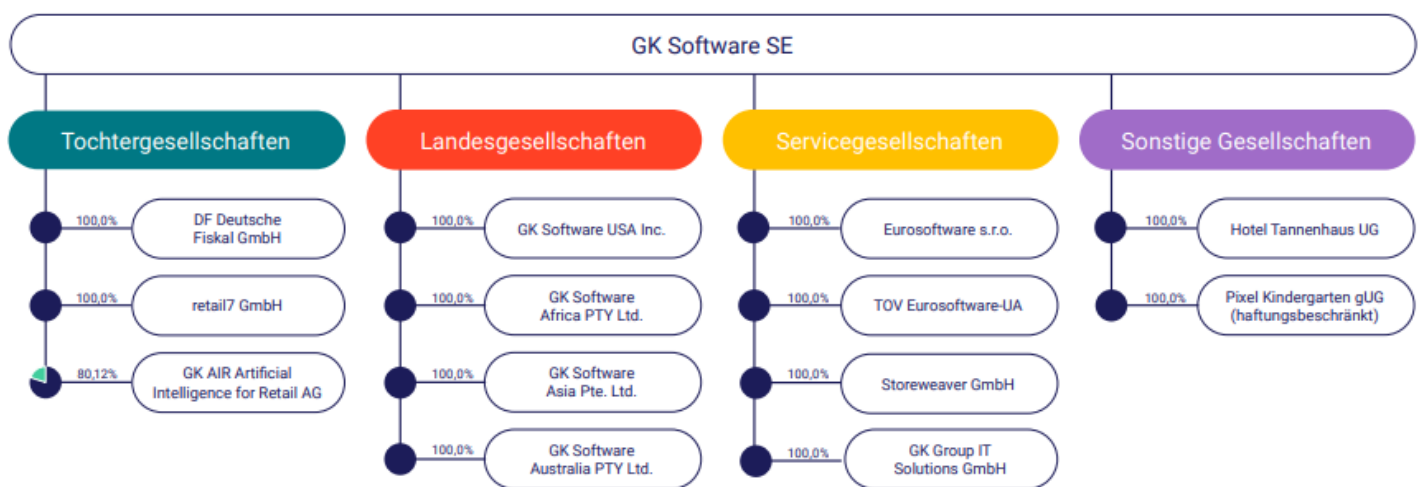 GK Software SE
Tochtergesellschaften
100,0%
DF Deutsche
Fiskal GmbH
100,0%
retail7 GmbH
80,12%
GK AIR Artificial
Intelligence for Retail AG
Landesgesellschaften
100,0%
GK Software USA Inc.
100,0%
GK Software
Africa PTY Ltd.
100,0%
GK Software
Asia Pte. Ltd.
100,0%
GK Software
Australia PTY Ltd.
Servicegesellschaften
100,0%
Eurosoftware s.r.o.
100,0%
TOV Eurosoftware-UA
100,0%
Storeweaver GmbH
100,0%
GK Group IT
Solutions GmbH
Sonstige Gesellschaften
100,0%
Hotel Tannenhaus UG
100,0%
Pixel Kindergarten gUG
(haftungsbeschränkt)